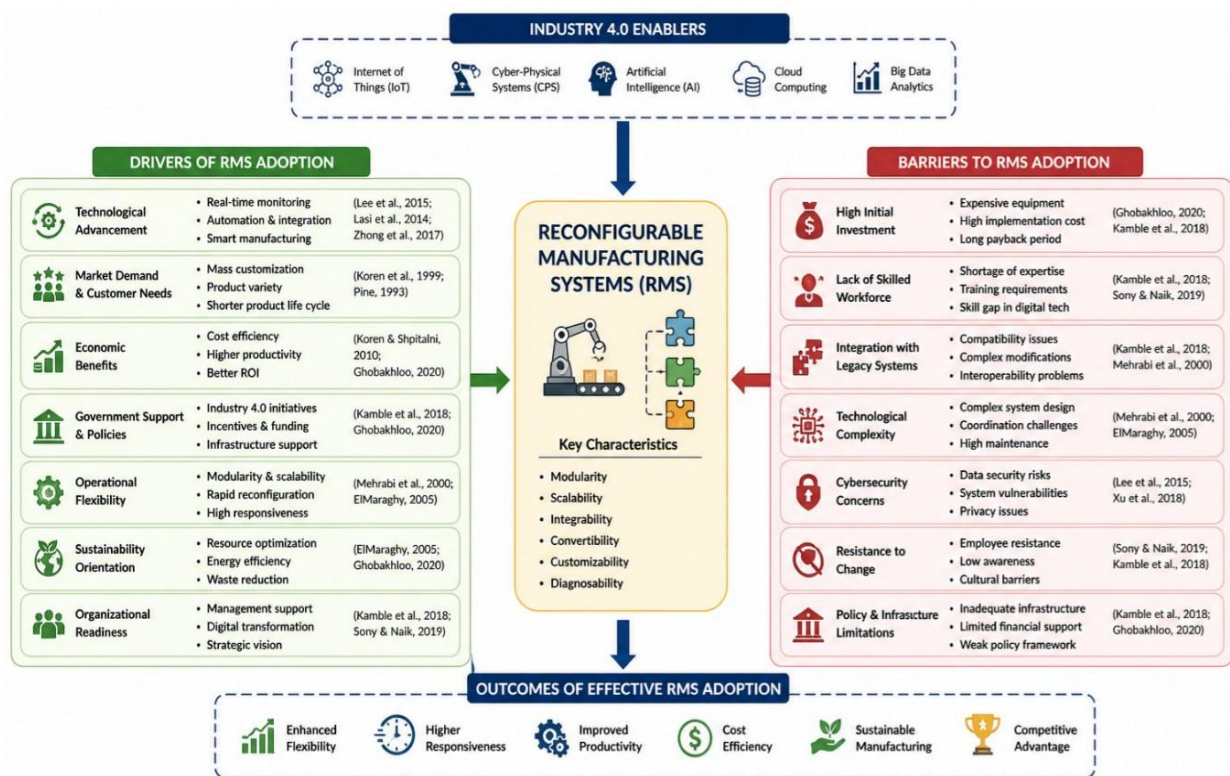 INDUSTRY 4.0 ENABLERS
Internet of
Things (IoT)
Cyber-Physical
Systems (CPS)
Artificial
Intelligence (AI)
Cloud
Computing
Big Data
Analytics
DRIVERS OF RMS ADOPTION
Technological
Advancement
• Real-time monitoring
• Automation & integration
• Smart manufacturing
(Lee et al., 2015;
Lasi et al., 2014;
Zhong et al., 2017)
Market Demand
& Customer Needs
• Mass customization
• Product variety
• Shorter product life cycle
(Koren et al., 1999;
Pine, 1993)
Economic
Benefits
• Cost efficiency
• Higher productivity
• Better ROI
(Koren & Shpitalni,
2010;
Ghobakhloo, 2020)
Government Support
& Policies
• Industry 4.0 initiatives
• Incentives & funding
• Infrastructure support
(Kamble et al., 2018;
Ghobakhloo, 2020)
Operational
Flexibility
• Modularity & scalability
• Rapid reconfiguration
• High responsiveness
(Mehrabi et al., 2000;
ElMaraghy, 2005)
Sustainability
Orientation
• Resource optimization
• Energy efficiency
• Waste reduction
(ElMaraghy, 2005;
Ghobakhloo, 2020)
Organizational
Readiness
• Management support
• Digital transformation
• Strategic vision
(Kamble et al., 2018;
Sony & Naik, 2019)
RECONFIGURABLE
MANUFACTURING
SYSTEMS (RMS)
Key Characteristics
• Modularity
• Scalability
• Integrability
• Convertibility
• Customizability
• Diagnosability
BARRIERS TO RMS ADOPTION
High Initial
Investment
• Expensive equipment
• High implementation cost
• Long payback period
(Ghobakhloo, 2020;
Kamble et al., 2018)
Lack of Skilled
Workforce
• Shortage of expertise
• Training requirements
• Skill gap in digital tech
(Kamble et al., 2018;
Sony & Naik, 2019)
Integration with
Legacy Systems
• Compatibility issues
• Complex modifications
• Interoperability problems
(Kamble et al., 2018;
Mehrabi et al., 2000)
Technological
Complexity
• Complex system design
• Coordination challenges
• High maintenance
(Mehrabi et al., 2000;
ElMaraghy, 2005)
Cybersecurity
Concerns
• Data security risks
• System vulnerabilities
• Privacy issues
(Lee et al., 2015;
Xu et al., 2018)
Resistance to
Change
• Employee resistance
• Low awareness
• Cultural barriers
(Sony & Naik, 2019;
Kamble et al., 2018)
Policy & Infrasicture
Limitations
• Inadequate infrastructure
• Limited financial support
• Weak policy framework
(Kamble et al., 2018;
Ghobakhloo, 2020)
OUTCOMES OF EFFECTIVE RMS ADOPTION
Enhanced
Flexibility
Higher
Responsiveness
Improved
Productivity
Cost
Efficiency
Sustainable
Manufacturing
Competitive
Advantage